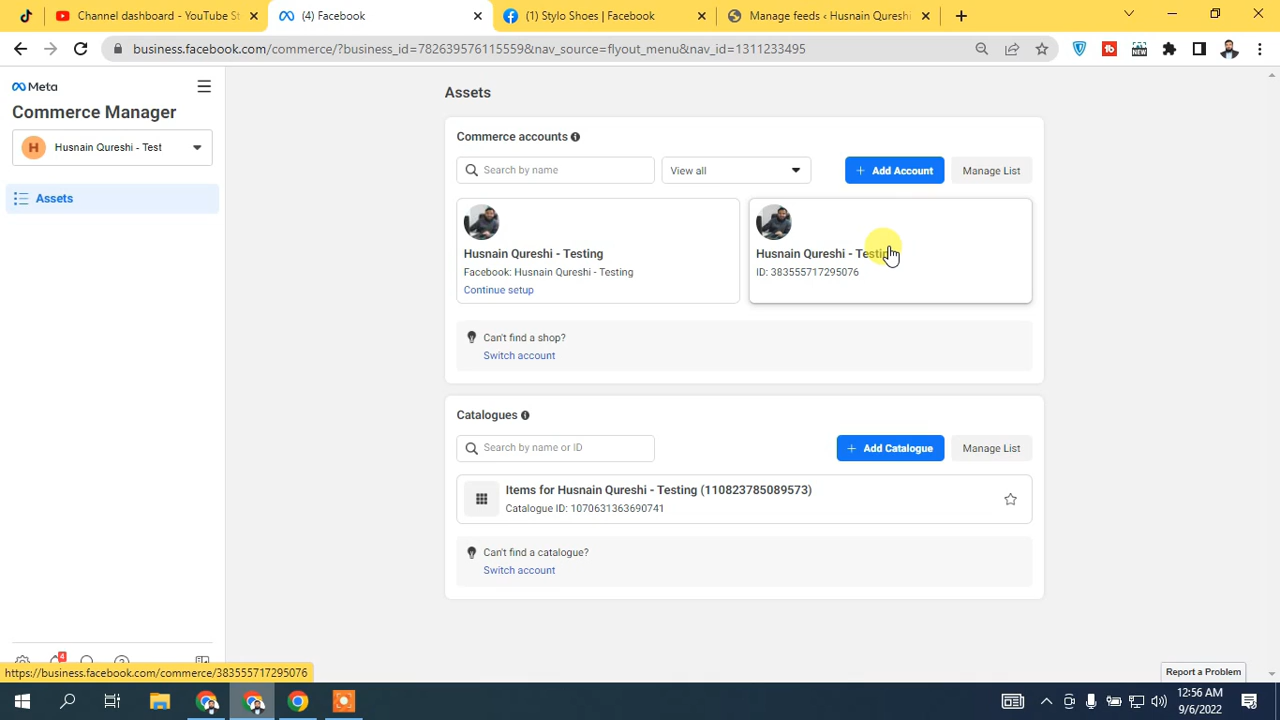 Channel dashboard - YouTube St
(4) Facebook
(1) Stylo Shoes | Facebook
Manage feeds ‹ Husnain Qureshi
business.facebook.com/commerce/?business_id=7826395761155559&nav_source=flyout_menu&nav_id=1311233495
NEW
Meta
Commerce Manager
H Husnain Qureshi - Test
Assets
Assets
Commerce accounts
Search by name
View all
+ Add Account
Manage List
Husnain Qureshi - Testing
Facebook: Husnain Qureshi - Testing
Continue setup
Husnain Qureshi - Testing
ID: 383555717295076
Can't find a shop?
Switch account
Catalogues
Search by name or ID
+ Add Catalogue
Manage List
Items for Husnain Qureshi - Testing (110823785089573)
Catalogue ID: 1070631363690741
Can't find a catalogue?
Switch account
4
https://business.facebook.com/commerce/383555717295076
Report a Problem
12:56 AM
9/6/2022